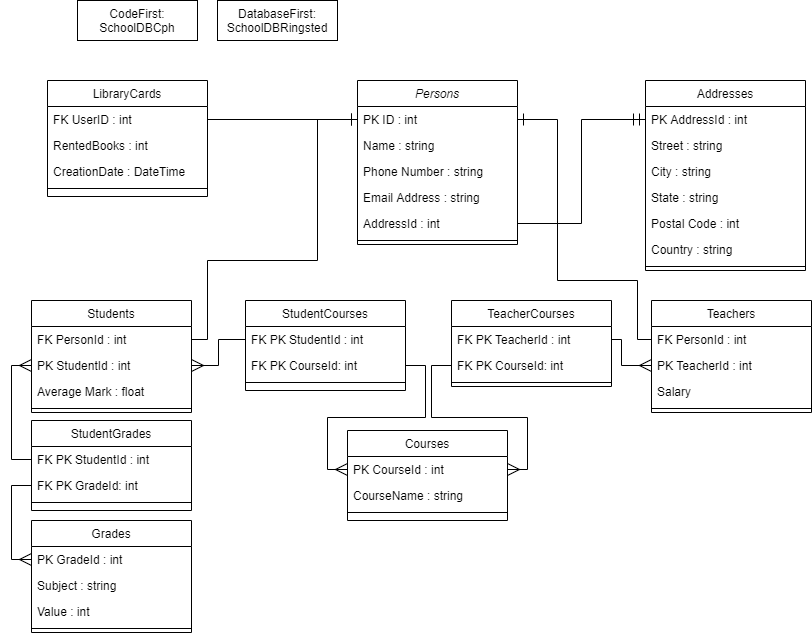 CodeFirst:
SchoolDBCph
DatabaseFirst:
SchoolDBRingsted
LibraryCards
FK UserID : int
RentedBooks : int
CreationDate : DateTime
Persons
PK ID : int
Name : string
Phone Number : string
Email Address : string
AddressId : int
Addresses
PK AddressId : int
Street : string
City : string
State : string
Postal Code : int
Country : string
Students
FK PersonId : int
PK StudentId : int
Average Mark : float
StudentCourses
FK PK StudentId : int
FK PK CourseId: int
TeacherCourses
FK PK TeacherId : int
FK PK CourseId: int
Teachers
FK PersonId : int
PK TeacherId : int
Salary
StudentGrades
FK PK StudentId : int
FK PK GradeId: int
Courses
PK CourseId : int
CourseName : string
Grades
PK GradeId : int
Subject : string
Value : int